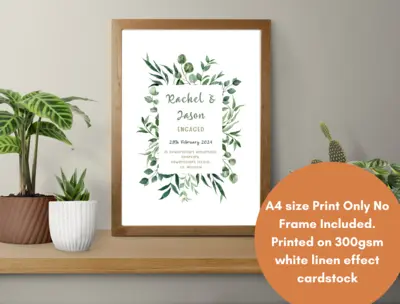 Rachel &
Jason
ENGAGED
28th February 2024
A4 size Print Only No
Frame Included.
Printed on 300gsm
white linen effect
cardstock